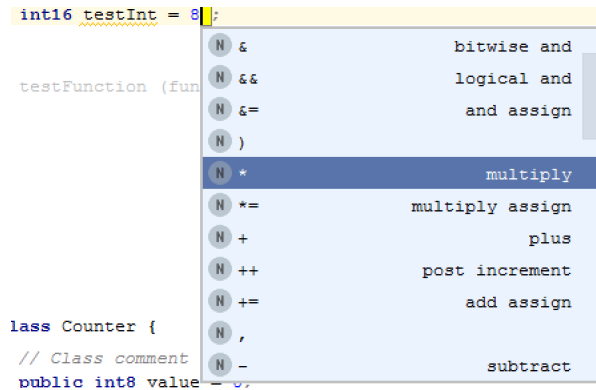 int16 testInt = 8 ;
N & bitwise and
N && logical and
testFunction (fun
N &= and assign
N )
N * multiply
N *= multiply assign
N + plus
N ++ post increment
N += add assign
lass Counter {
N ,
// Class comment
N - subtract
public int8 value = 0;